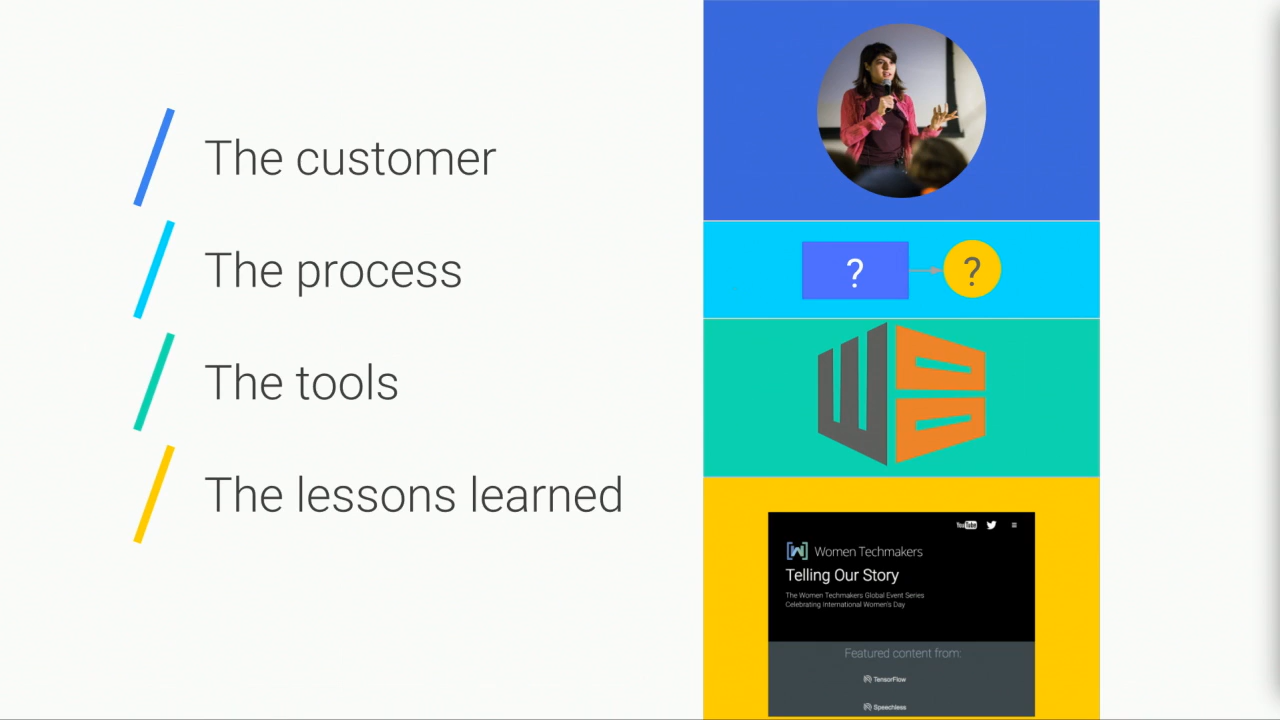 The customer
The process
The tools
The lessons learned
? ?
YouTube
Women Techmakers
Telling Our Story
The Women Techmakers Global Event Series
Celebrating International Women's Day
Featured content from:
TensorFlow
Speechless